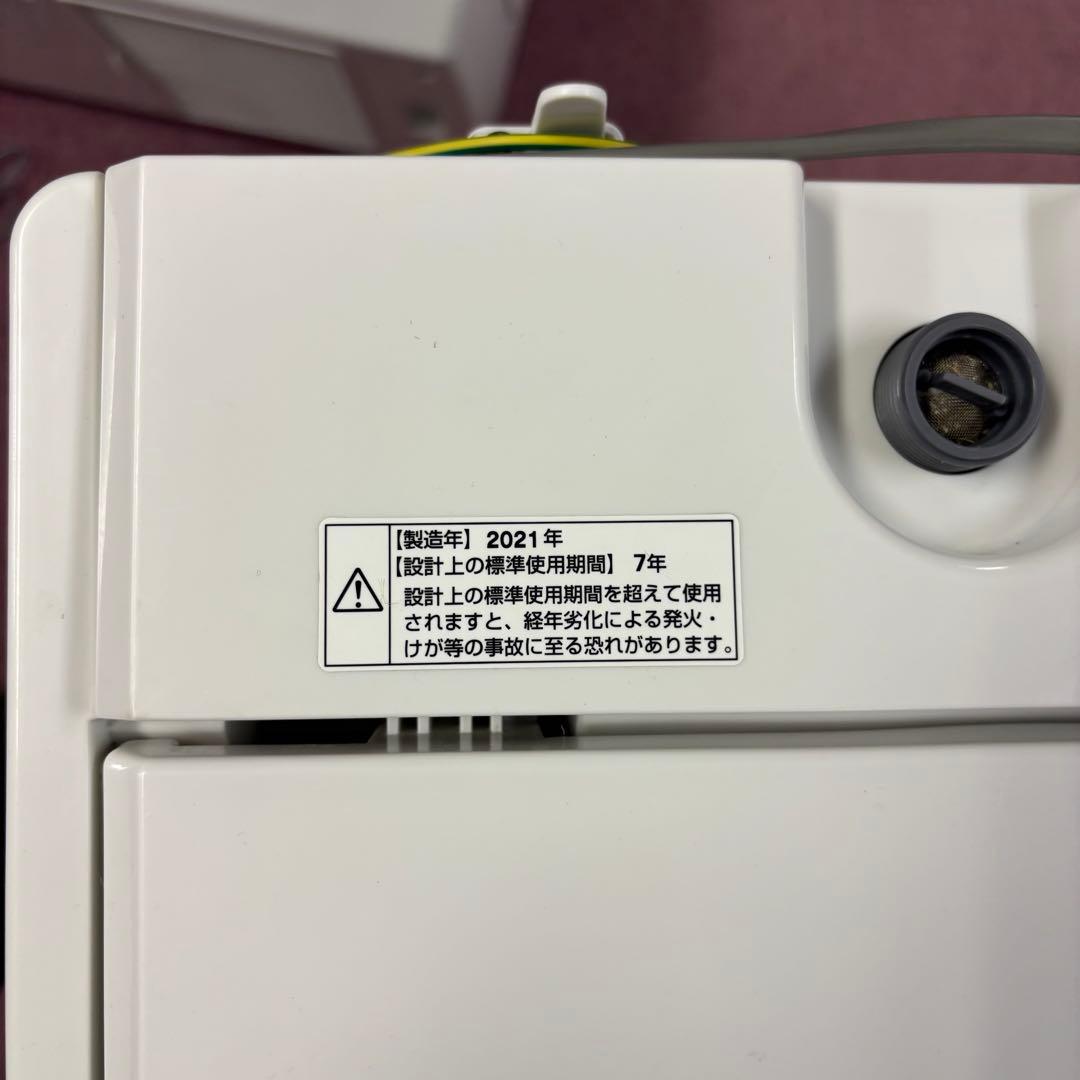 【製造年】 2021年
【設計上の標準使用期間】 7年
設計上の標準使用期間を超えて使用
されますと、経年劣化による発火・
けが等の事故に至る恐れがあります。